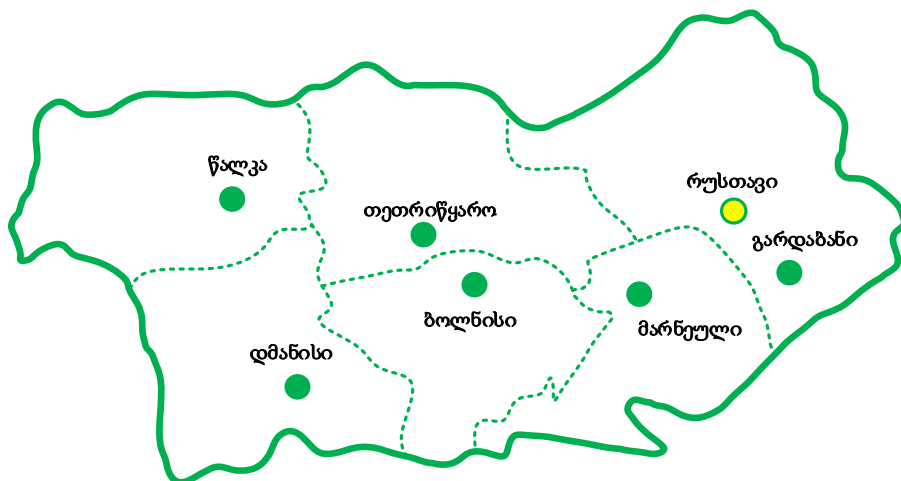 წალკა
რუსთავი
თეთრიწყარო
გარდაბანი
ბოლნისი
მარნეული
დმანისი